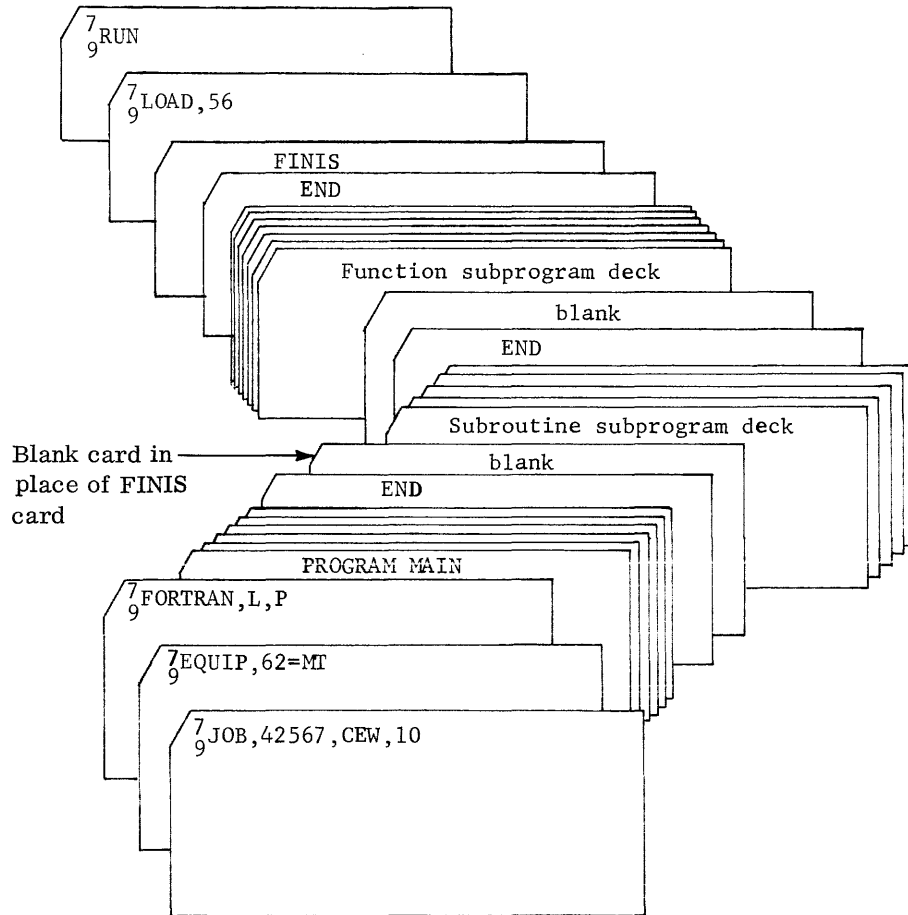 7
9RUN
7
9LOAD,56
FINIS
END
Function subprogram deck
blank
END
Subroutine subprogram deck
Blank card in
place of FINIS
card
blank
END
PROGRAM MAIN
7
9FORTRAN,L,P
7
9EQUIP,62=MT
7
9JOB,42567,CEW,10